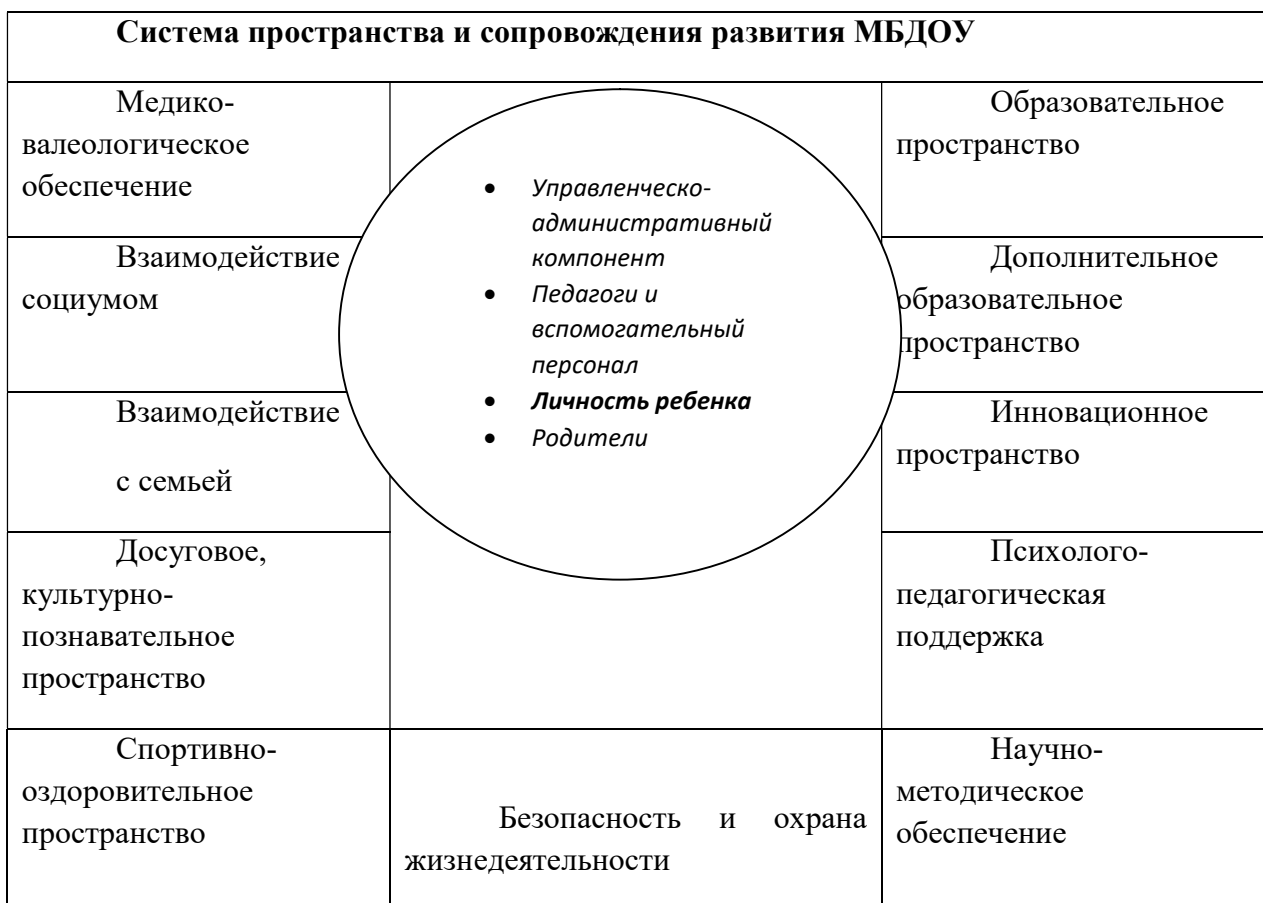 Система пространства и сопровождения развития МБДОУ
Медико-
валеологическое
обеспечение
Взаимодействие
социумом
Взаимодействие
с семьей
Досуговое,
культурно-
познавательное
пространство
Спортивно-
оздоровительное
пространство
• Управленческо-
административный
компонент
• Педагоги и
вспомогательный
персонал
• Личность ребенка
• Родители
Безопасность и охрана
жизнедеятельности
Образовательное
пространство
Дополнительное
образовательное
пространство
Инновационное
пространство
Психолого-
педагогическая
поддержка
Научно-
методическое
обеспечение